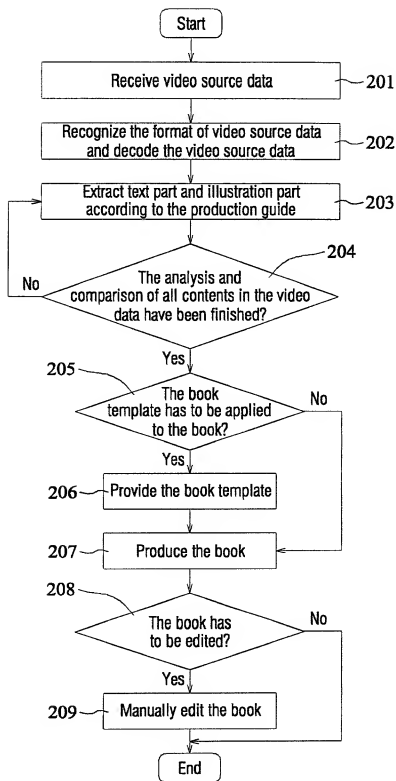 Start
Receive video source data
201
Recognize the format of video source data
and decode the video source data
202
Extract text part and illustration part
according to the production guide
203
204
The analysis and
comparison of all contents in the video
data have been finished?
No
Yes
205
The book
template has to be applied
to the book?
No
Yes
206
Provide the book template
207
Produce the book
208
The book has
to be edited?
No
Yes
209
Manually edit the book
End